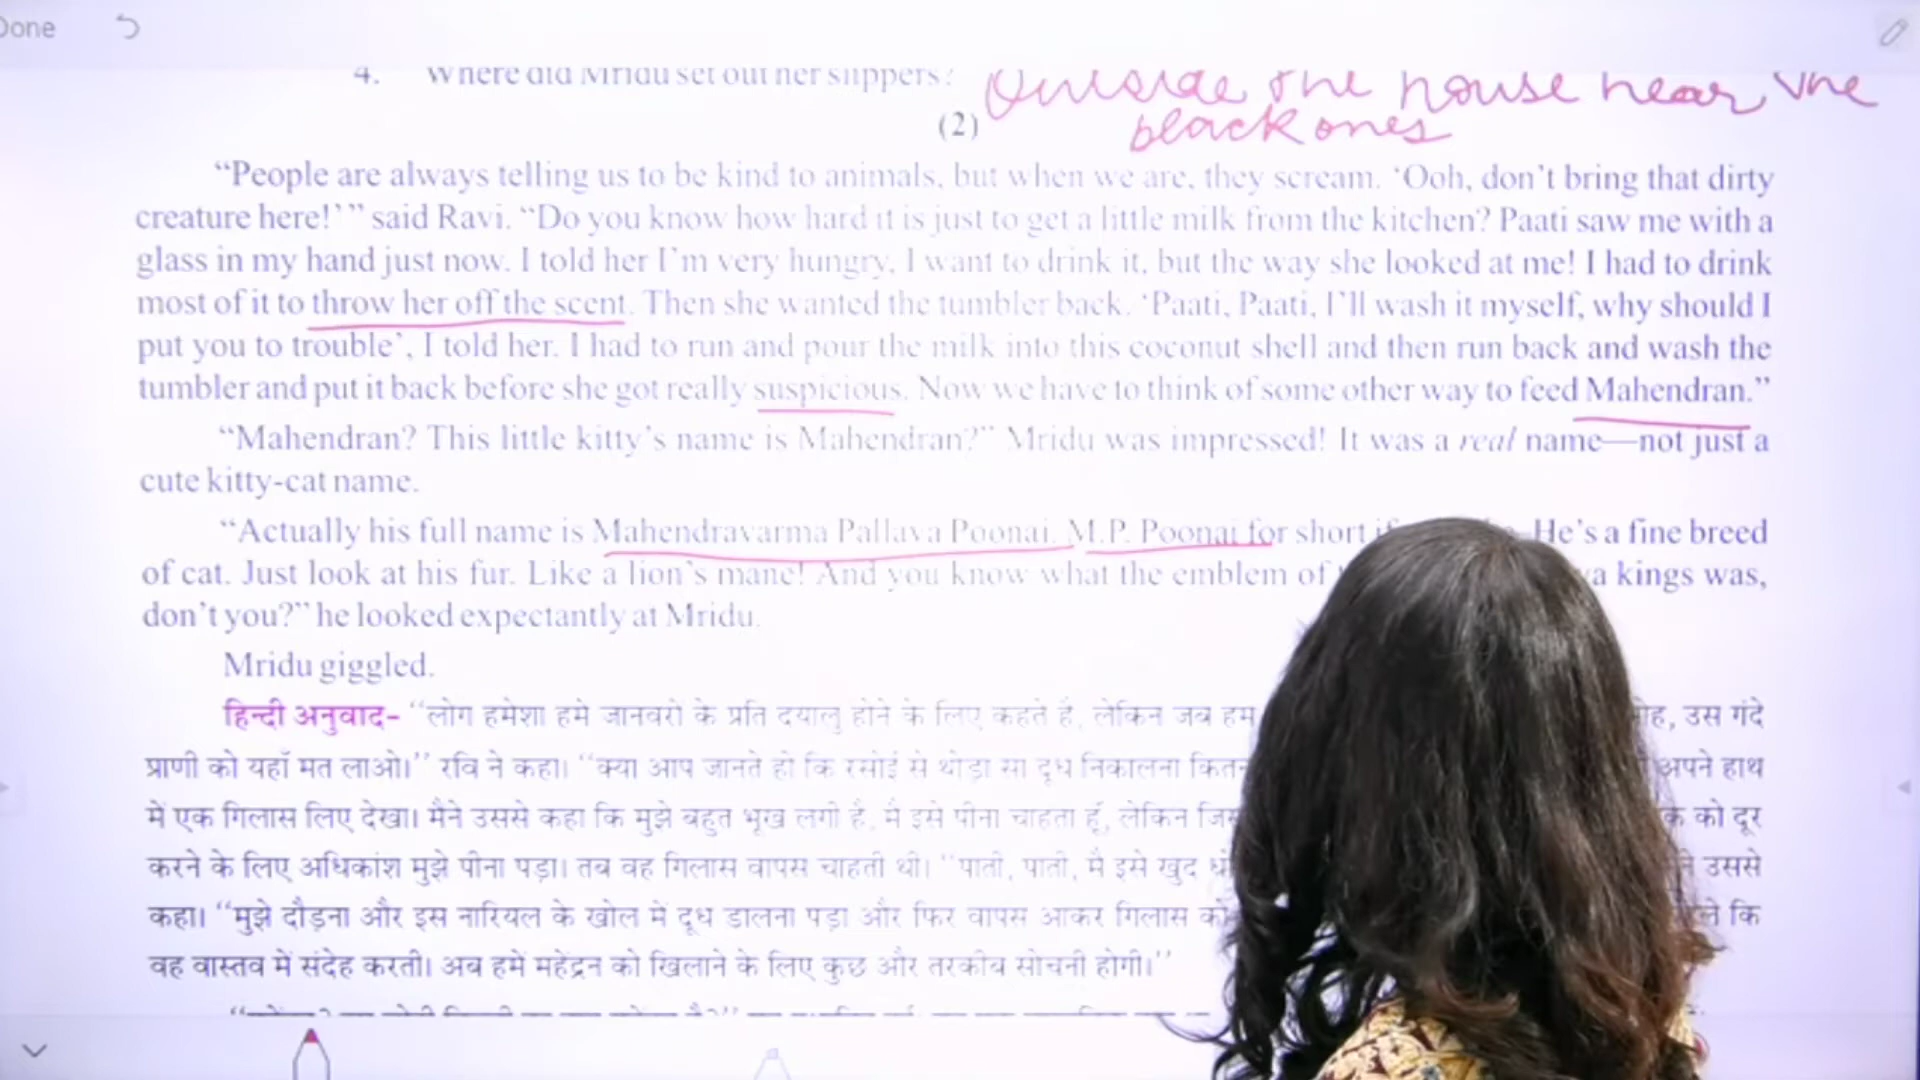 Done
4. Where did Mridu set out her slippers? Outside the house near the
(2) black ones
“People are always telling us to be kind to animals, but when we are, they scream. ‘Ooh, don’t bring that dirty
creature here!’” said Ravi. “Do you know how hard it is just to get a little milk from the kitchen? Paati saw me with a
glass in my hand just now. I told her I’m very hungry, I want to drink it, but the way she looked at me! I had to drink
most of it to throw her off the scent. Then she wanted the tumbler back. ‘Paati, Paati, I’ll wash it myself, why should I
put you to trouble’, I told her. I had to run and pour the milk into this coconut shell and then run back and wash the
tumbler and put it back before she got really suspicious. Now we have to think of some other way to feed Mahendran.”
“Mahendran? This little kitty’s name is Mahendran?” Mridu was impressed! It was a real name—not just a
cute kitty-cat name.
“Actually his full name is Mahendravarma Pallava Poonai. M.P. Poonai for short He’s a fine breed
of cat. Just look at his fur. Like a lion’s mane! And you know what the emblem of kings was,
don’t you?” he looked expectantly at Mridu.
Mridu giggled.
हिन्दी अनुवाद- “लोग हमेशा हमें जानवरों के प्रति दयालु होने के लिए कहते हैं, लेकिन जब हम उस गंदे
प्राणी को यहाँ मत लाओ।” रवि ने कहा। “क्या आप जानते हो कि रसोई से थोड़ा सा दूध निकालना अपने हाथ
में एक गिलास लिए देखा। मैंने उससे कहा कि मुझे बहुत भूख लगी है, मैं इसे पीना चाहता हूँ, लेकिन को दूर
करने के लिए अधिकांश मुझे पीना पड़ा। तब वह गिलास वापस चाहती थी। “पाती, पाती, मैं इसे खुद उससे
कहा। “मुझे दौड़ना और इस नारियल के खोल में दूध डालना पड़ा और फिर वापस आकर गिलास को कि
वह वास्तव में संदेह करती। अब हमें महेंद्रन को खिलाने के लिए कुछ और तरकीब सोचनी होगी।”